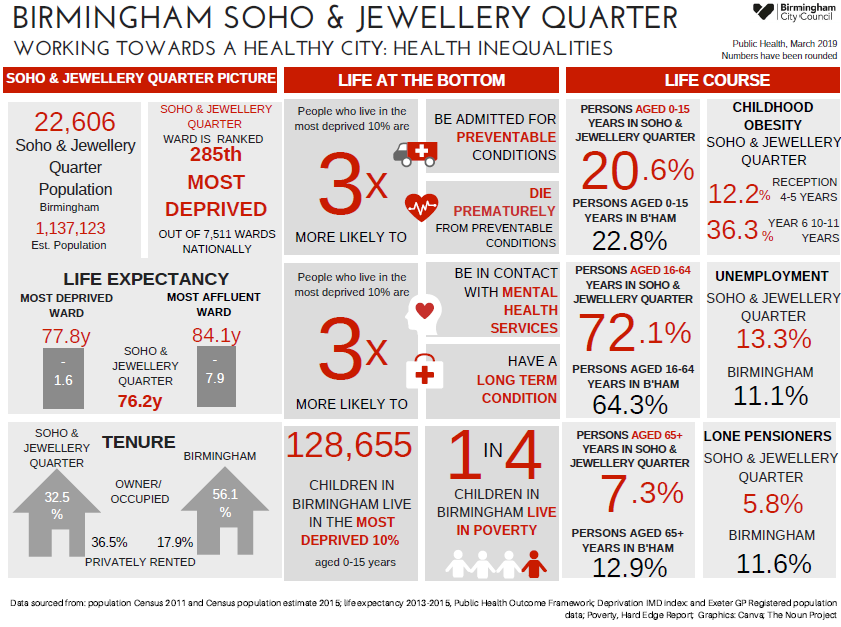 BIRMINGHAM SOHO & JEWELLERY QUARTER
WORKING TOWARDS A HEALTHY CITY: HEALTH INEQUALITIES
Birmingham
City Council
Public Health, March 2019
Numbers have been rounded
SOHO & JEWELLERY QUARTER PICTURE
22,606
Soho & Jewellery
Quarter
Population
Birmingham
1,137,123
Est. Population
SOHO & JEWELLERY
QUARTER
WARD IS RANKED
285th
MOST
DEPRIVED
OUT OF 7,511 WARDS
NATIONALLY
LIFE EXPECTANCY
MOST DEPRIVED
WARD
77.8y
-
1.6
SOHO &
JEWELLERY
QUARTER
76.2y
MOST AFFLUENT
WARD
84.1y
-
7.9
TENURE
SOHO &
JEWELLERY
QUARTER
BIRMINGHAM
32.5
%
OWNER/
OCCUPIED
56.1
%
36.5% 17.9%
PRIVATELY RENTED
LIFE AT THE BOTTOM
People who live in the
most deprived 10% are
3x
MORE LIKELY TO
BE ADMITTED FOR
PREVENTABLE
CONDITIONS
DIE
PREMATURELY
FROM PREVENTABLE
CONDITIONS
People who live in the
most deprived 10% are
3x
MORE LIKELY TO
BE IN CONTACT
WITH MENTAL
HEALTH
SERVICES
HAVE A
LONG TERM
CONDITION
128,655
CHILDREN IN
BIRMINGHAM LIVE
IN THE MOST
DEPRIVED 10%
aged 0-15 years
1 IN 4
CHILDREN IN
BIRMINGHAM LIVE
IN POVERTY
LIFE COURSE
PERSONS AGED 0-15
YEARS IN SOHO &
JEWELLERY QUARTER
20.6%
PERSONS AGED 0-15
YEARS IN B'HAM
22.8%
CHILDHOOD
OBESITY
SOHO & JEWELLERY
QUARTER
12.2% RECEPTION
4-5 YEARS
36.3% YEAR 6 10-11
YEARS
PERSONS AGED 16-64
YEARS IN SOHO &
JEWELLERY QUARTER
72.1%
PERSONS AGED 16-64
YEARS IN B'HAM
64.3%
UNEMPLOYMENT
SOHO & JEWELLERY
QUARTER
13.3%
BIRMINGHAM
11.1%
PERSONS AGED 65+
YEARS IN SOHO &
JEWELLERY QUARTER
7.3%
PERSONS AGED 65+
YEARS IN B'HAM
12.9%
LONE PENSIONERS
SOHO & JEWELLERY
QUARTER
5.8%
BIRMINGHAM
11.6%
Data sourced from: population Census 2011 and Census population estimate 2015; life expectancy 2013-2015, Public Health Outcome Framework; Deprivation IMD index: and Exeter GP Registered population
data; Poverty, Hard Edge Report; Graphics: Canva; The Noun Project